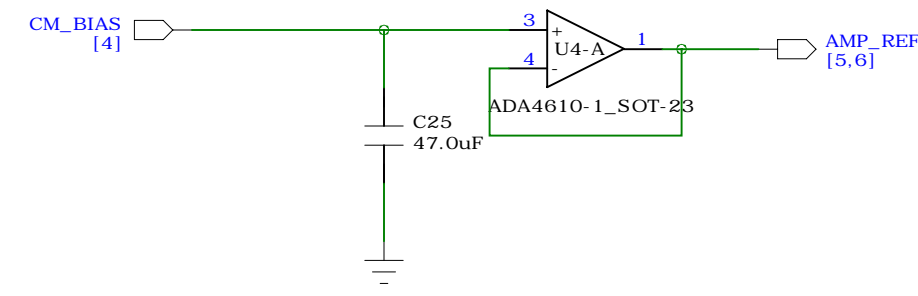 CM_BIAS
[4]
3
+
U4-A
1
4
-
AMP_REF
[5,6]
ADA4610-1_SOT-23
C25
47.0uF